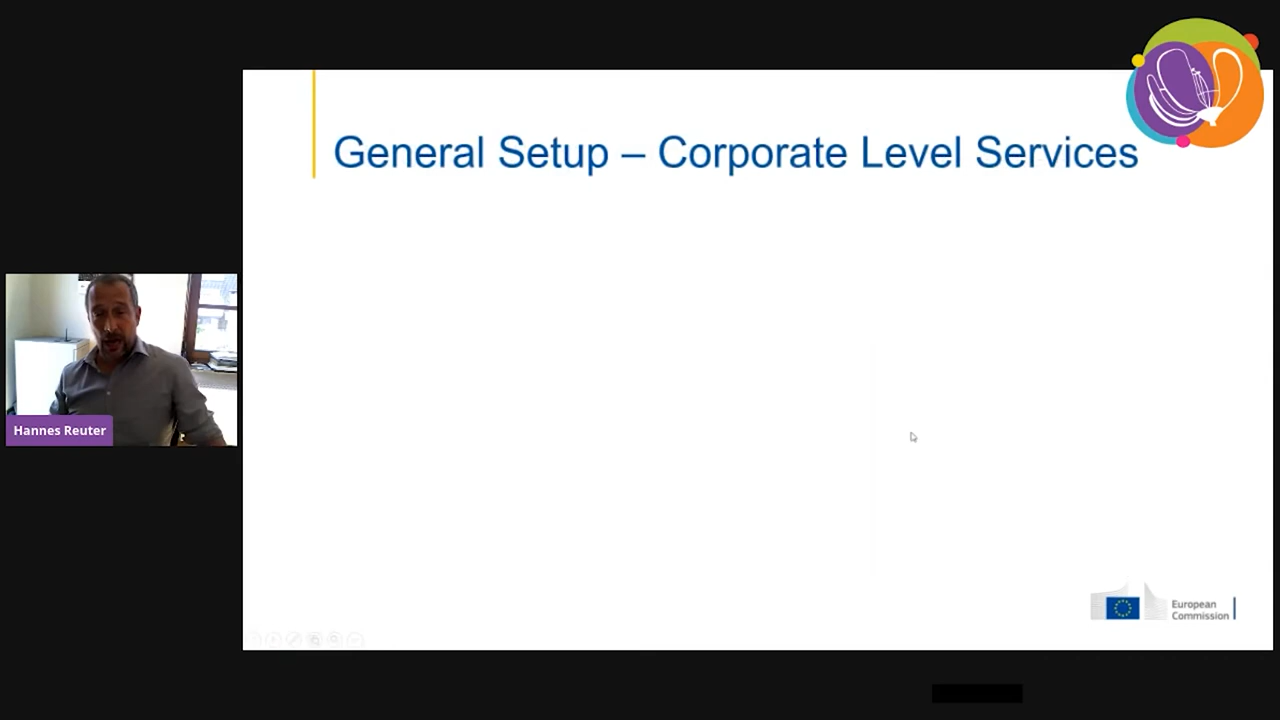 General Setup – Corporate Level Services
Hannes Reuter
European
Commission